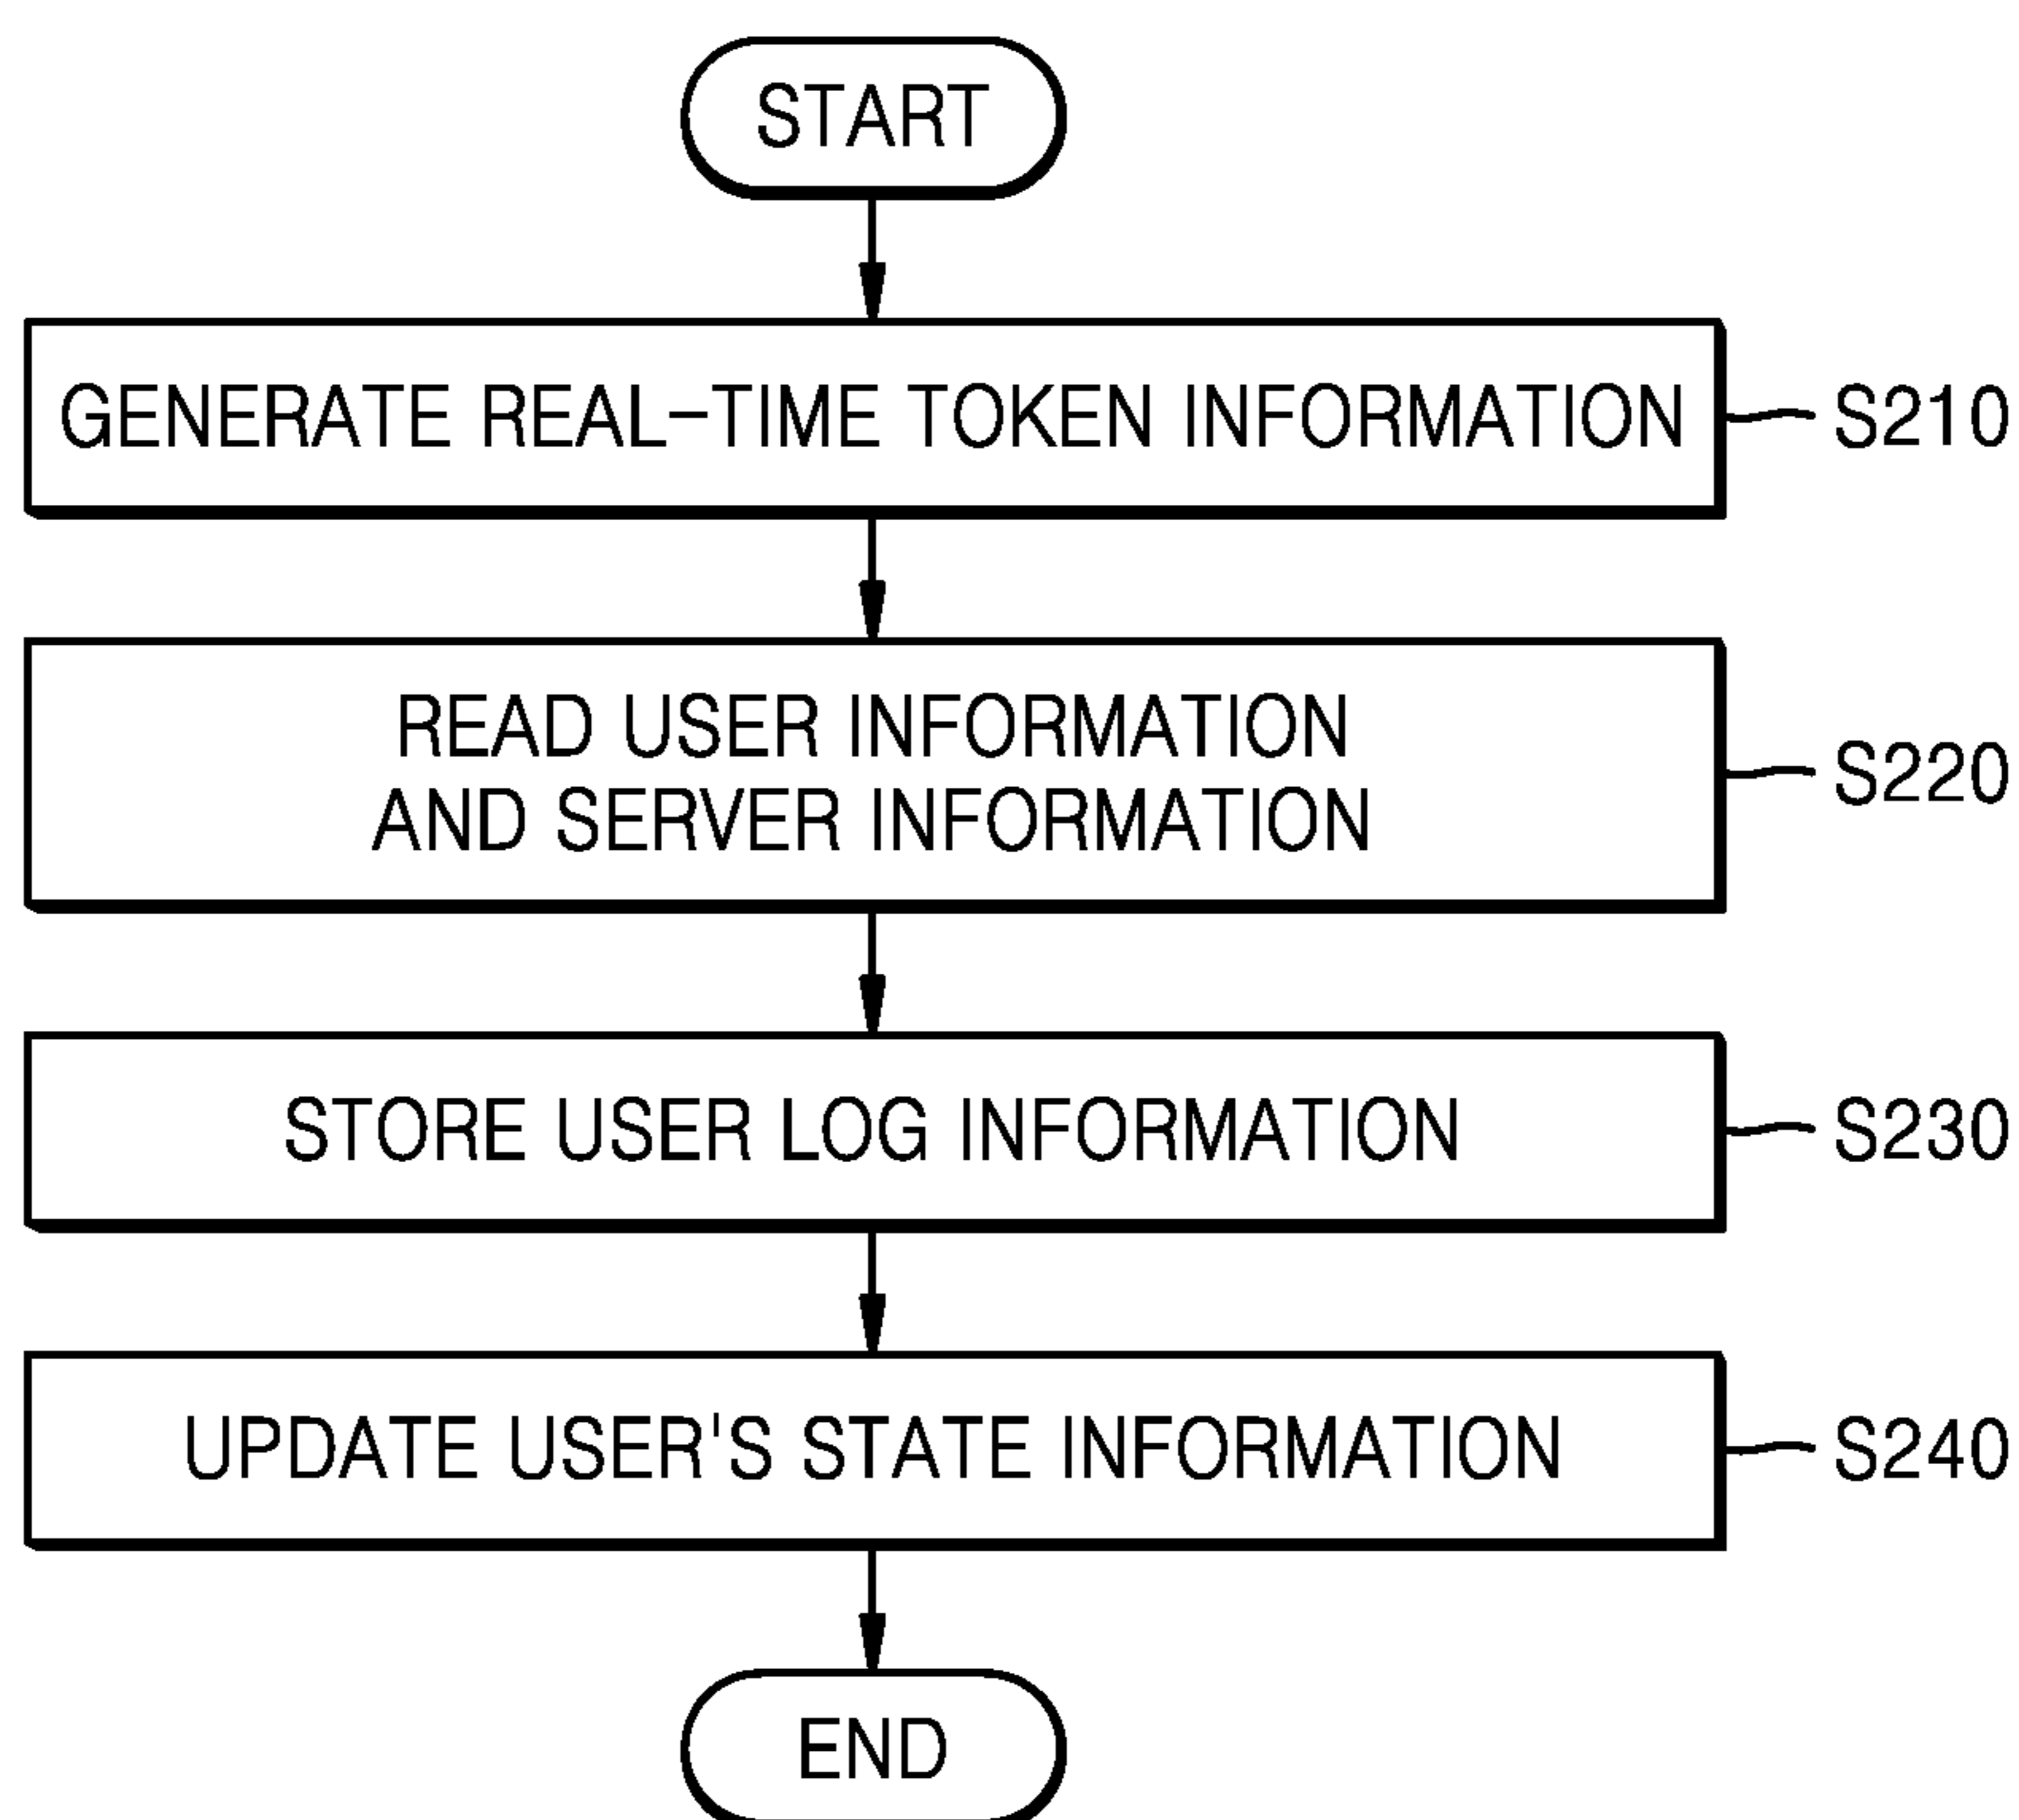 START
GENERATE REAL-TIME TOKEN INFORMATION
S210
READ USER INFORMATION
AND SERVER INFORMATION
S220
STORE USER LOG INFORMATION
S230
UPDATE USER'S STATE INFORMATION
S240
END